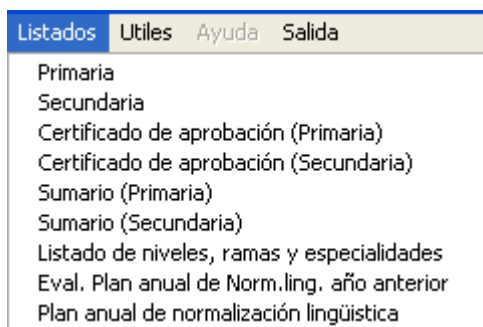 Listados Utiles Ayuda Salida
Primaria
Secundaria
Certificado de aprobación (Primaria)
Certificado de aprobación (Secundaria)
Sumario (Primaria)
Sumario (Secundaria)
Listado de niveles, ramas y especialidades
Eval. Plan anual de Norm.ling. año anterior
Plan anual de normalización lingüistica